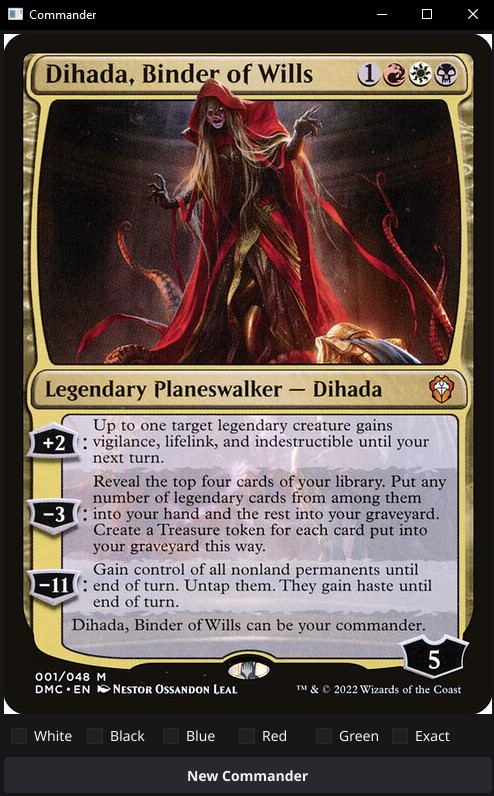 Commander
Dihada, Binder of Wills 1
Legendary Planeswalker — Dihada
Up to one target legendary creature gains
+2 : vigilance, lifelink, and indestructible until your
next turn.
Reveal the top four cards of your library. Put any
number of legendary cards from among them
−3 : into your hand and the rest into your graveyard.
Create a Treasure token for each card put into
your graveyard this way.
Gain control of all nonland permanents until
−11 : end of turn. Untap them. They gain haste until
end of turn.
Dihada, Binder of Wills can be your commander.
5
001/048 M
DMC • EN Nestor Ossandon Leal ™ & © 2022 Wizards of the Coast
White Black Blue Red Green Exact
New Commander